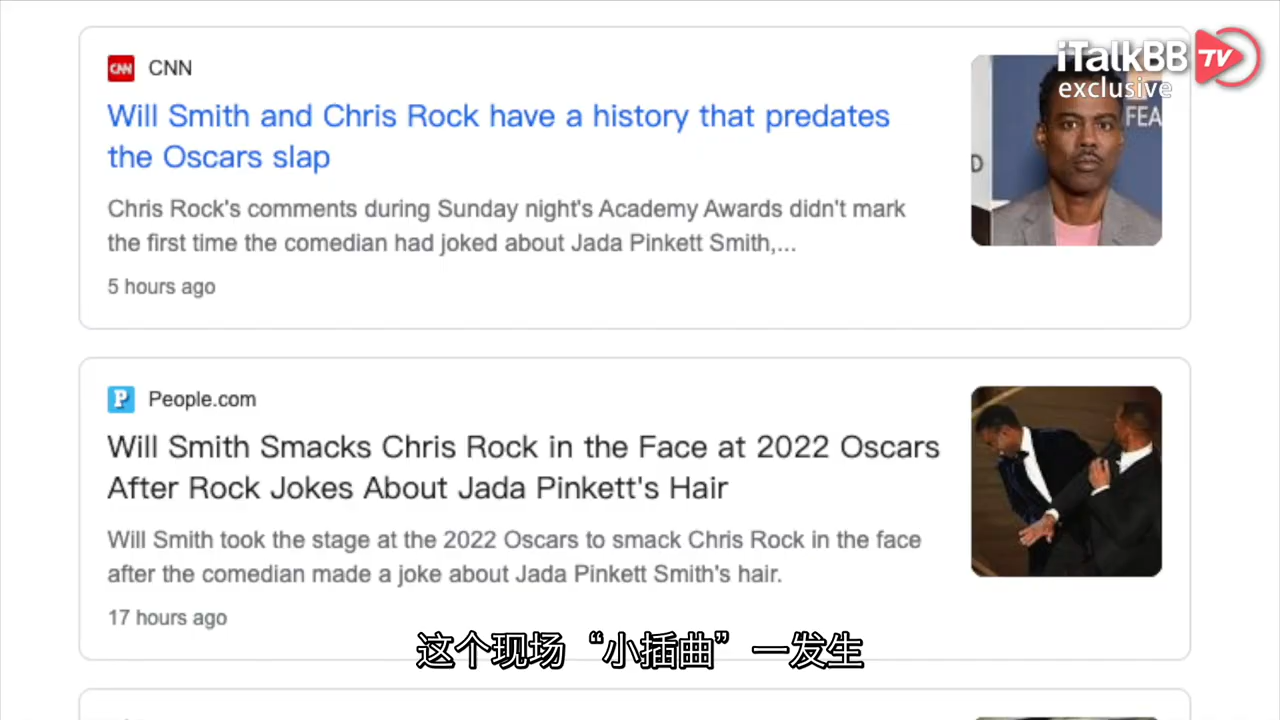 iTalkBB TV
exclusive
CNN
CNN
Will Smith and Chris Rock have a history that predates
the Oscars slap
Chris Rock's comments during Sunday night's Academy Awards didn't mark
the first time the comedian had joked about Jada Pinkett Smith,...
5 hours ago
FEA
D
P
People.com
Will Smith Smacks Chris Rock in the Face at 2022 Oscars
After Rock Jokes About Jada Pinkett's Hair
Will Smith took the stage at the 2022 Oscars to smack Chris Rock in the face
after the comedian made a joke about Jada Pinkett Smith's hair.
17 hours ago
这个现场“小插曲”一发生